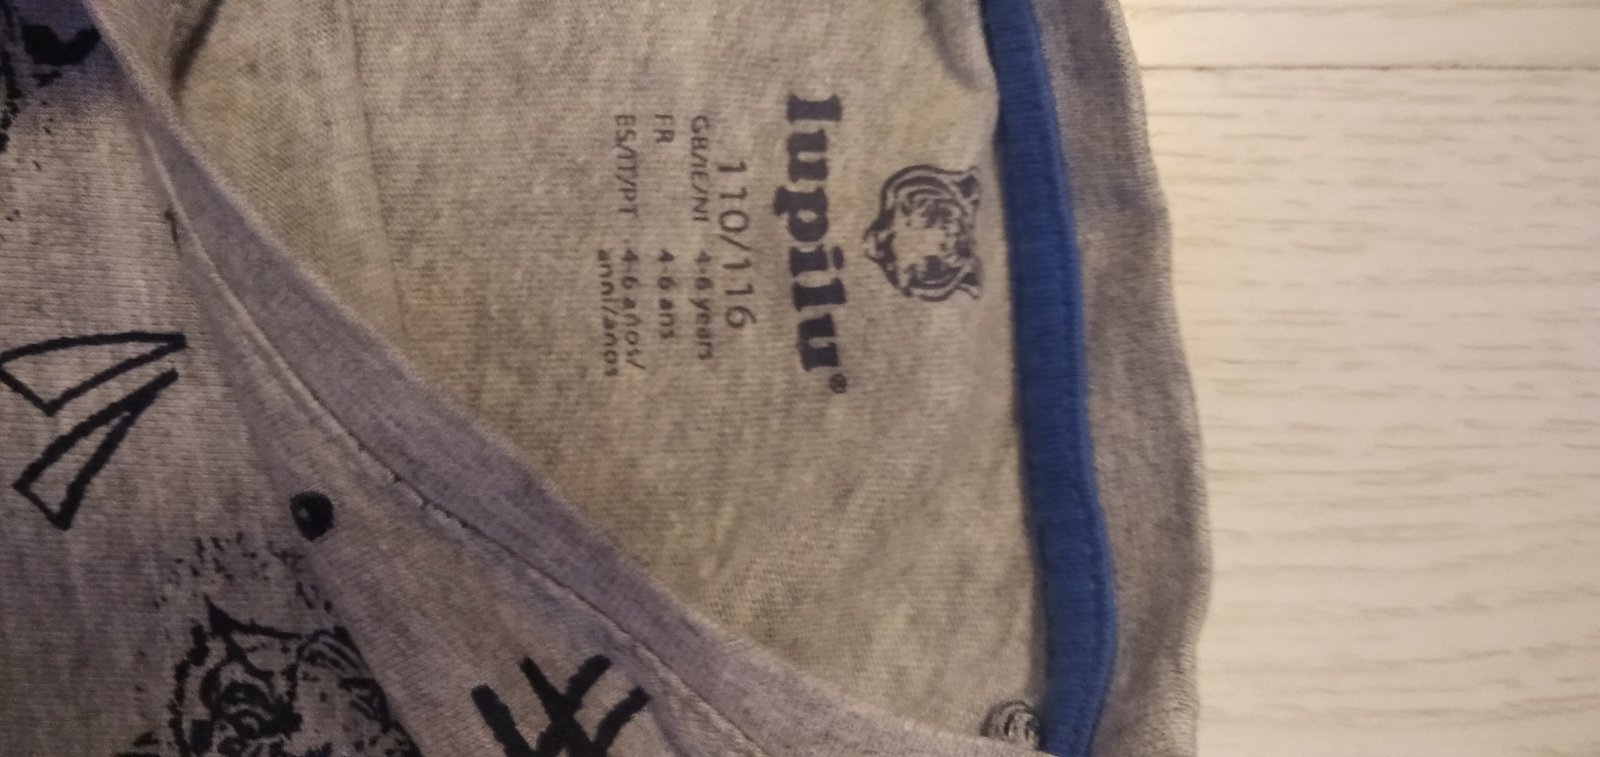 lupilu®
110/116
GB/IE/NI 4-6 years
FR 4-6 ans
ES/IT/PT 4-6 años/
anni/anos